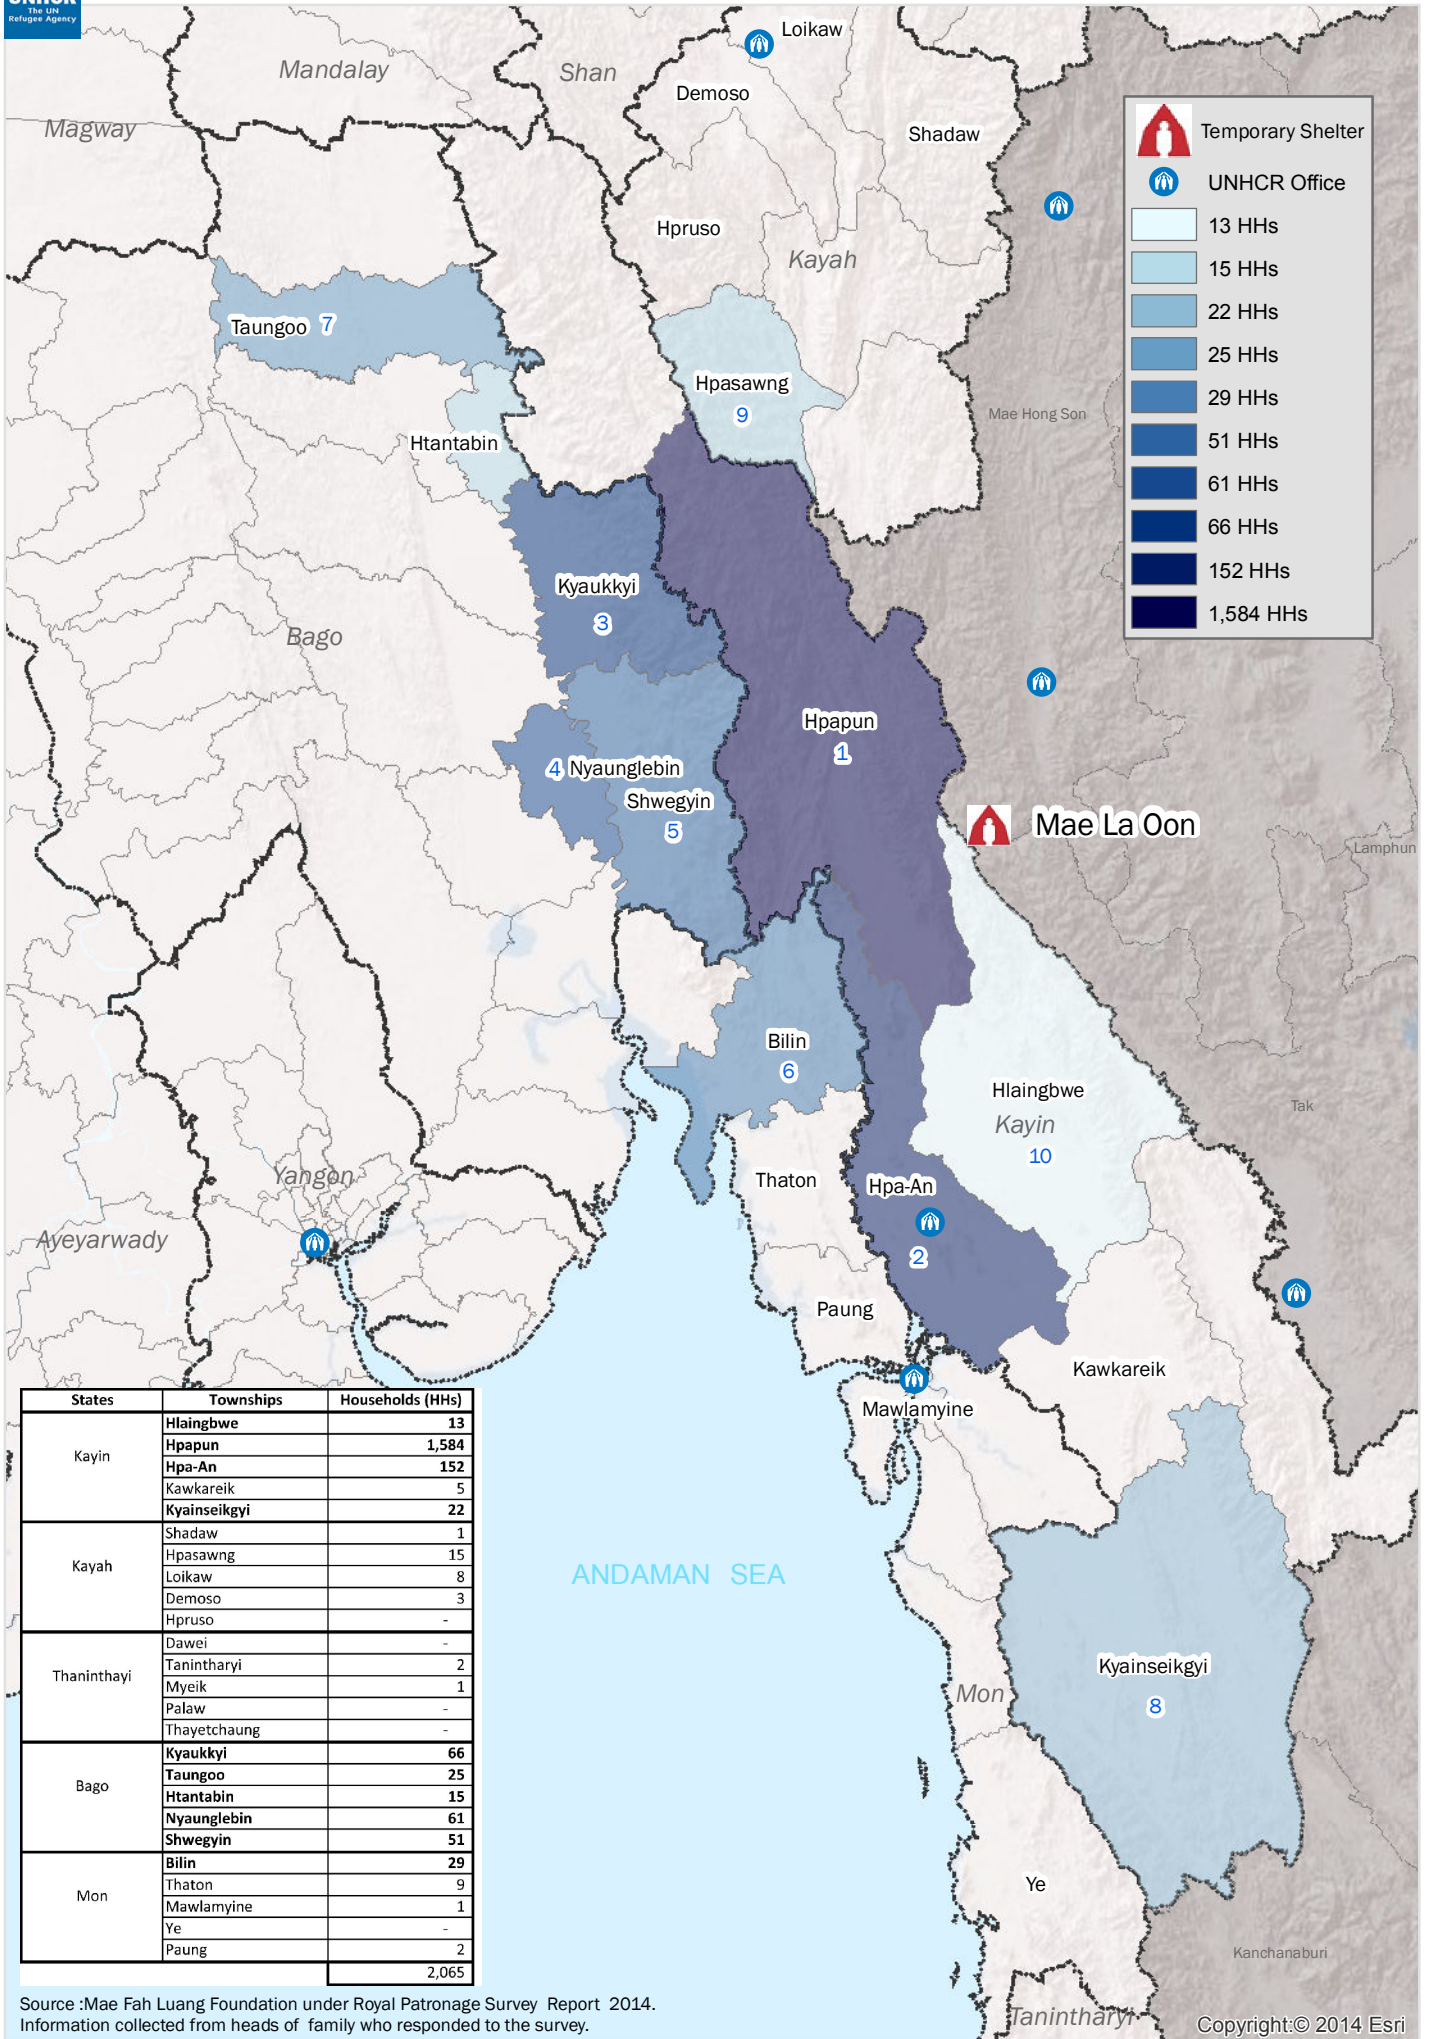 UNHCR
The UN
Refugee Agency
Loikaw
Mandalay
Shan
Demoso
Magway
Shadaw
Temporary Shelter
UNHCR Office
13 HHs
15 HHs
22 HHs
25 HHs
29 HHs
51 HHs
61 HHs
66 HHs
152 HHs
1,584 HHs
Hpruso
Kayah
Taungoo 7
Hpasawng
9
Mae Hong Son
Htantabin
Kyaukkyi
3
Bago
Hpapun
1
4 Nyaunglebin
Shwegyin
5
Mae La Oon
Lamphun
Bilin
6
Hlaingbwe
Kayin
10
Tak
Yangon
Thaton
Hpa-An
2
Ayeyarwady
Paung
Kawkareik
Mawlamyine
States Townships Households (HHs)
Kayin
Hlaingbwe 13
Hpapun 1,584
Hpa-An 152
Kawkareik 5
Kyainseikgyi 22
Kayah
Shadaw 1
Hpasawng 15
Loikaw 8
Demoso 3
Hpruso -
Thaninthayi
Dawei -
Tanintharyi 2
Myeik 1
Palaw -
Thayetchaung -
Bago
Kyaukkyi 66
Taungoo 25
Htantabin 15
Nyaunglebin 61
Shwegyin 51
Mon
Bilin 29
Thaton 9
Mawlamyine 1
Ye -
Paung 2
2,065
ANDAMAN SEA
Kyainseikgyi
8
Mon
Ye
Kanchanaburi
Tanintharyi
Source :Mae Fah Luang Foundation under Royal Patronage Survey Report 2014.
Information collected from heads of family who responded to the survey.
Copyright:© 2014 Esri